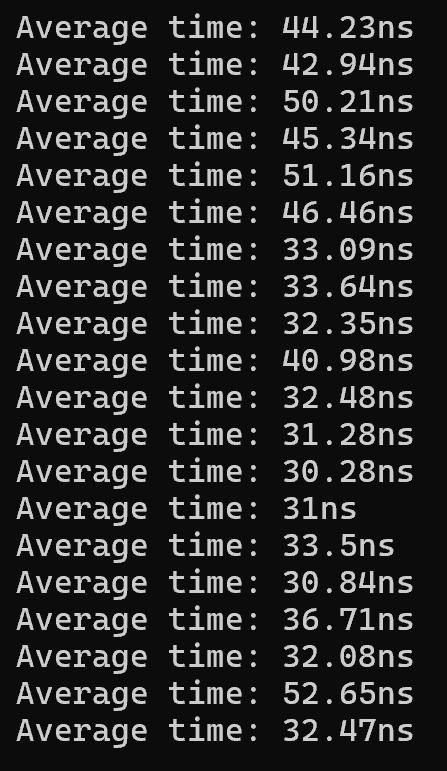 Average time: 44.23ns
Average time: 42.94ns
Average time: 50.21ns
Average time: 45.34ns
Average time: 51.16ns
Average time: 46.46ns
Average time: 33.09ns
Average time: 33.64ns
Average time: 32.35ns
Average time: 40.98ns
Average time: 32.48ns
Average time: 31.28ns
Average time: 30.28ns
Average time: 31ns
Average time: 33.5ns
Average time: 30.84ns
Average time: 36.71ns
Average time: 32.08ns
Average time: 52.65ns
Average time: 32.47ns